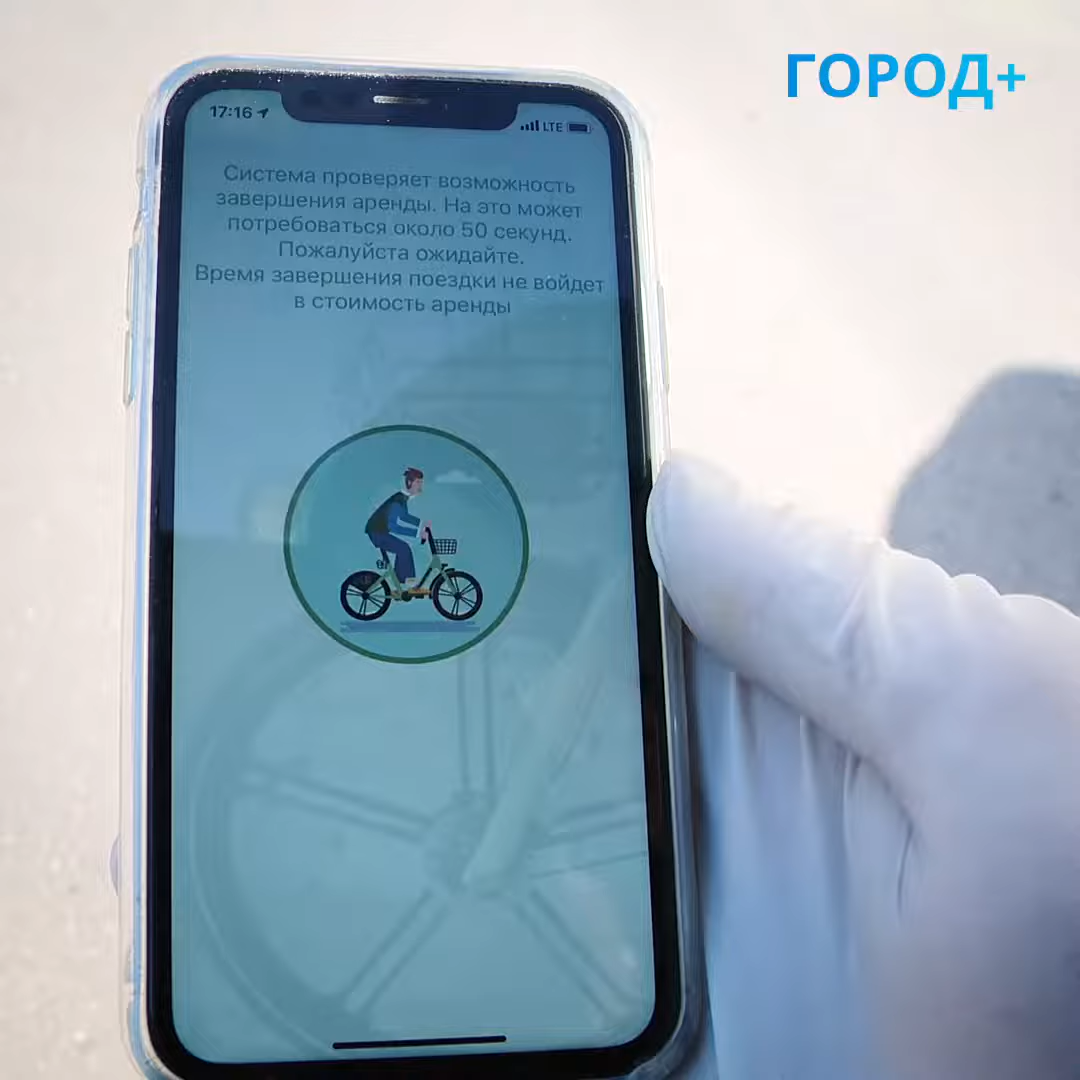 ГОРОД+
17:16
LTE
Система проверяет возможность
завершения аренды. На это может
потребоваться около 50 секунд.
Пожалуйста ожидайте.
Время завершения поездки не войдет
в стоимость аренды